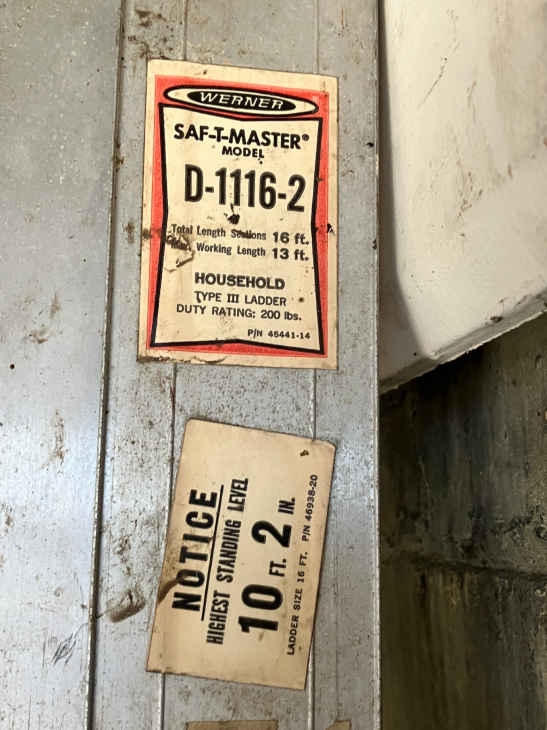 WERNER
SAF-T-MASTER®
MODEL
D-1116-2
Total Length Sections 16 ft.
Max. Working Length 13 ft.
HOUSEHOLD
TYPE III LADDER
DUTY RATING: 200 lbs.
P/N 46441-14
NOTICE
HIGHEST STANDING LEVEL
10 FT. 2 IN.
LADDER SIZE 16 FT. P/N 46938-20